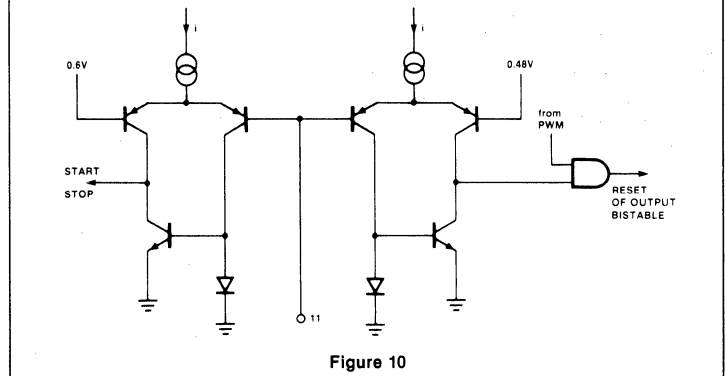 i
i
0.6V
0.48V
from
PWM
START
STOP
RESET
OF OUTPUT
BISTABLE
11
Figure 10